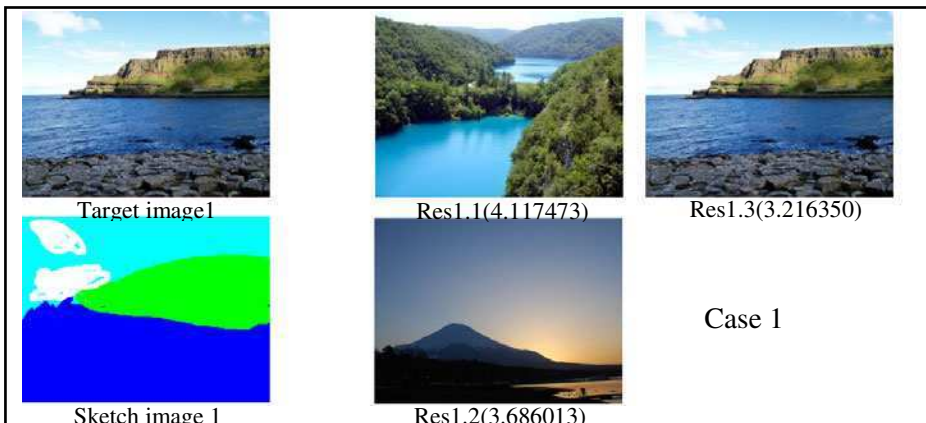 Target image1
Res1.1(4.117473)
Res1.3(3.216350)
Case 1
Sketch image 1
Res1.2(3.686013)